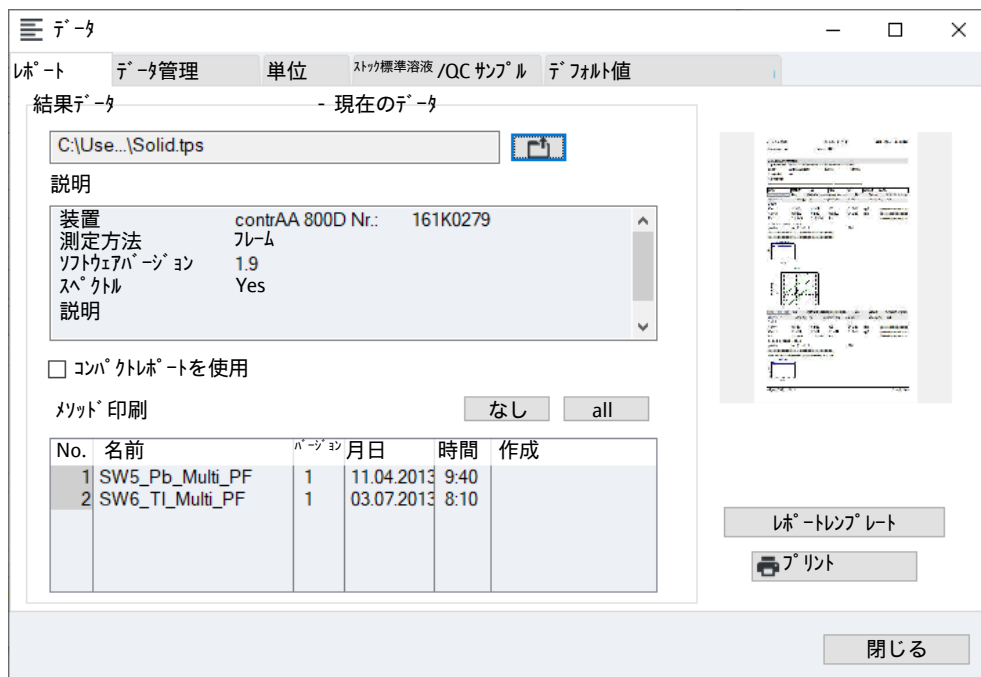 ﾃﾞｰﾀ
ﾚﾎﾟｰﾄ ﾃﾞｰﾀ管理 単位 ｽﾄｯｸ標準溶液 /QC ｻﾝﾌﾟﾙ ﾃﾞﾌｫﾙﾄ値
結果ﾃﾞｰﾀ - 現在のﾃﾞｰﾀ
C:\Use...\Solid.tps
説明
装置 contrAA 800D Nr.: 161K0279
測定方法 ﾌﾚｰﾑ
ｿﾌﾄｳｪｱﾊﾞｰｼﾞｮﾝ 1.9
ｽﾍﾟｸﾄﾙ Yes
説明
ｺﾝﾊﾟｸﾄﾚﾎﾟｰﾄを使用
ﾒｿｯﾄﾞ印刷 なし all
No. 名前 ﾊﾞｰｼﾞｮﾝ 月日 時間 作成
1 SW5_Pb_Multi_PF 1 11.04.2013 9:40
2 SW6_Tl_Multi_PF 1 03.07.2013 8:10
ﾚﾎﾟｰﾄﾚﾝﾌﾟﾚｰﾄ
ﾌﾟﾘﾝﾄ
閉じる